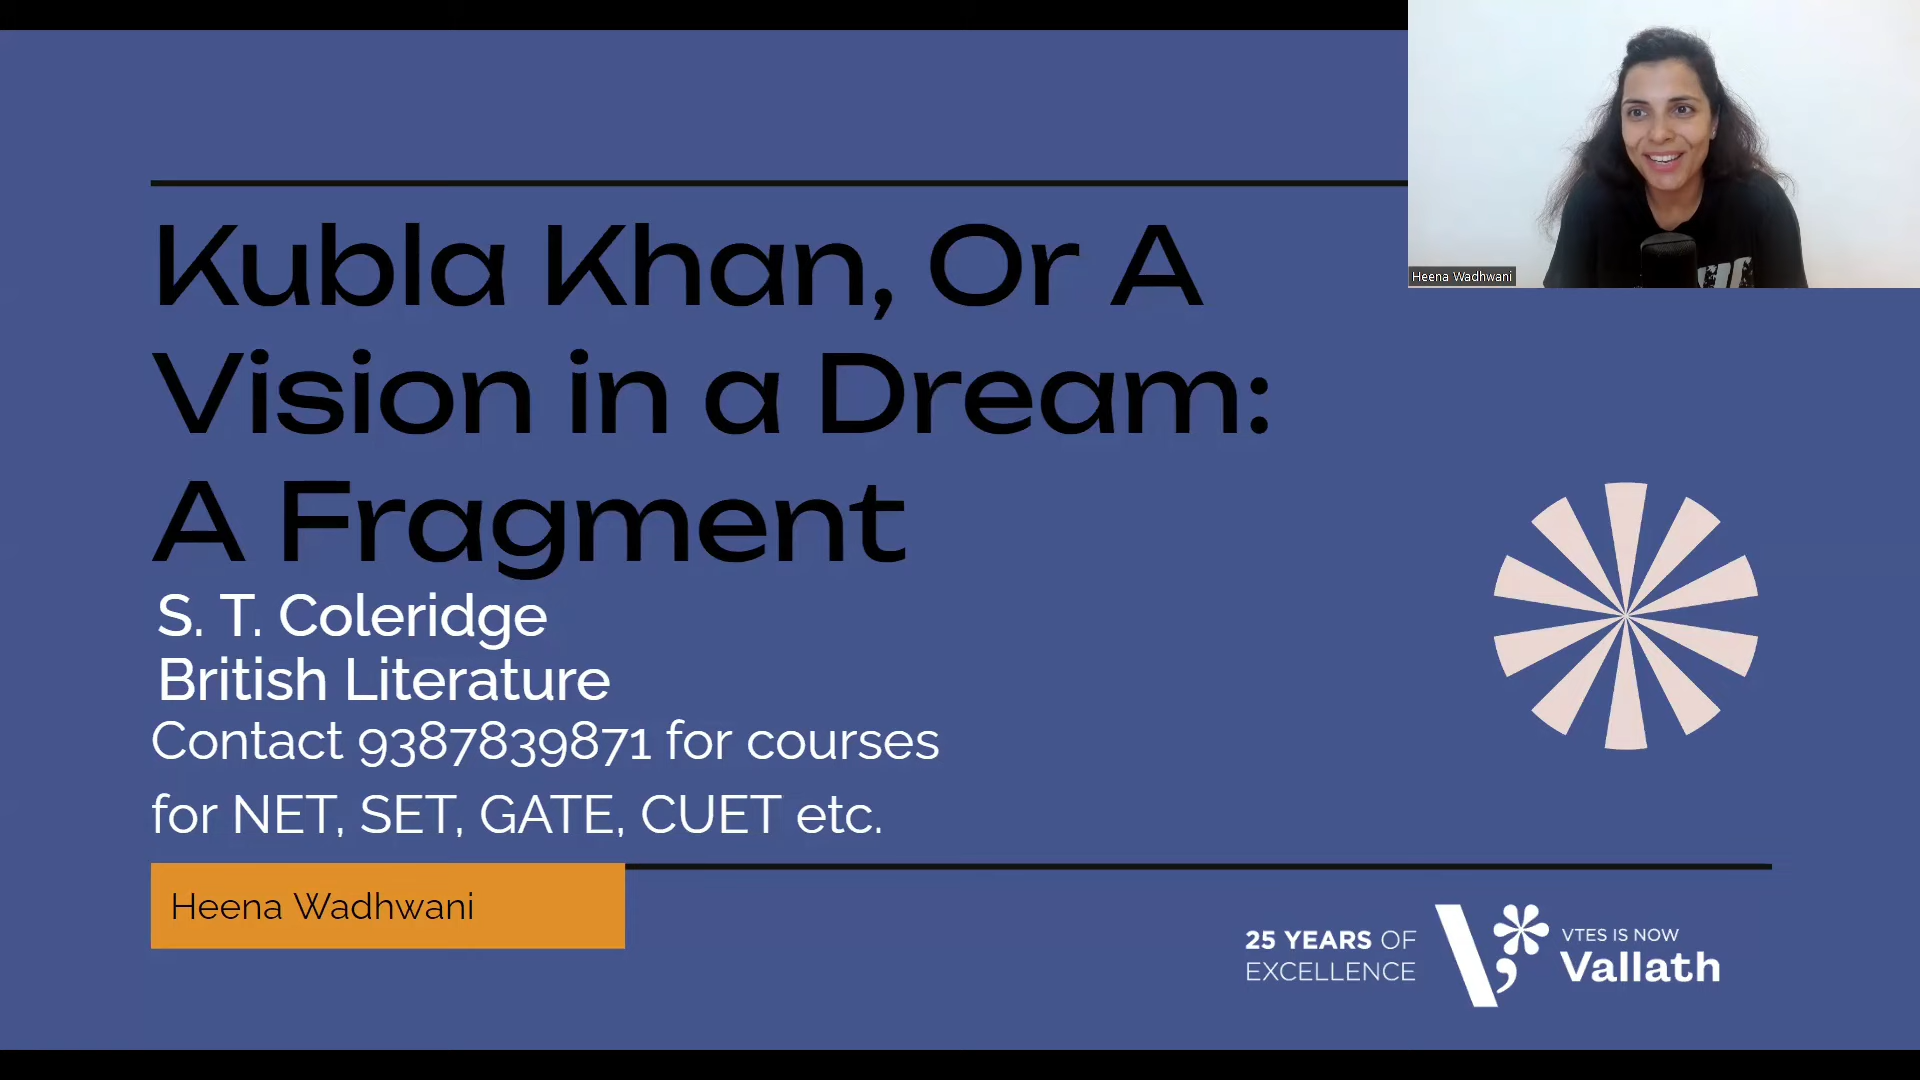 Kubla Khan, Or A
Vision in a Dream:
A Fragment
S. T. Coleridge
British Literature
Contact 9387839871 for courses
for NET, SET, GATE, CUET etc.
Heena Wadhwani
Heena Wadhwani
25 YEARS OF
EXCELLENCE
VTES IS NOW
Vallath